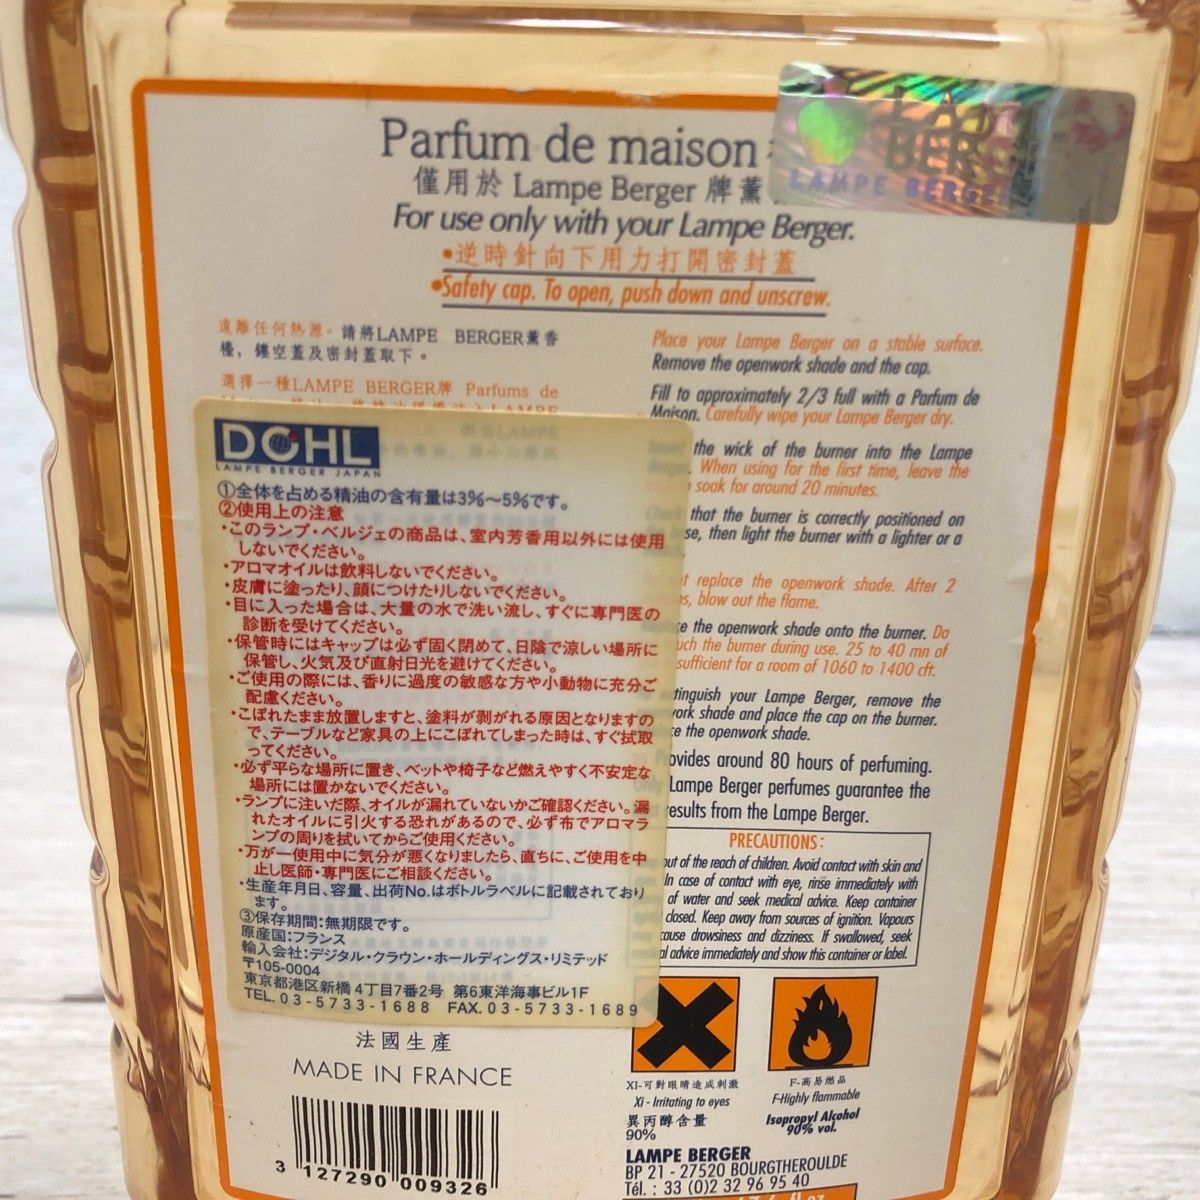 Parfum de maison
僅用於 Lampe Berger 牌薰
For use only with your Lampe Berger.
•逆時針向下用力打開密封蓋
•Safety cap. To open, push down and unscrew.
LAMPE BERGER
遠離任何熱源。請將LAMPE BERGER薰香
檯，鏤空蓋及密封蓋取下。
選擇一種LAMPE BERGER牌 Parfums de
Place your Lampe Berger on a stable surface.
Remove the openwork shade and the cap.
Fill to approximately 2/3 full with a Parfum de
Maison. Carefully wipe your Lampe Berger dry.
the wick of the burner into the Lampe
When using for the first time, leave the
soak for around 20 minutes.
that the burner is correctly positioned on
then light the burner with a lighter or a
replace the openwork shade. After 2
blow out the flame.
the openwork shade onto the burner. Do
the burner during use. 25 to 40 mn of
sufficient for a room of 1060 to 1400 cft.
your Lampe Berger, remove the
shade and place the cap on the burner.
the openwork shade.
around 80 hours of perfuming.
Lampe Berger perfumes guarantee the
results from the Lampe Berger.
PRECAUTIONS:
out of the reach of children. Avoid contact with skin and
In case of contact with eye, rinse immediately with
of water and seek medical advice. Keep container
closed. Keep away from sources of ignition. Vapours
cause drowsiness and dizziness. If swallowed, seek
advice immediately and show this container or label.
DCHL
LAMPE BERGER JAPAN
①全体を占める精油の含有量は3%～5%です。
②使用上の注意
・このランプ・ベルジェの商品は、室内芳香用以外には使用
しないでください。
・アロマオイルは飲料しないでください。
・皮膚に塗ったり、顔につけたりしないでください。
・目に入った場合は、大量の水で洗い流し、すぐに専門医の
診断を受けてください。
・保管時にはキャップは必ず固く閉めて、日陰で涼しい場所に
保管し、火気及び直射日光を避けてください。
・ご使用の際には、香りに過度の敏感な方や小動物に充分ご
配慮ください。
・こぼれたまま放置しますと、塗料が剥がれる原因となりますの
で、テーブルなど家具の上にこぼれてしまった時は、すぐ拭取
ってください。
・必ず平らな場所に置き、ベットや椅子など燃えやすく不安定な
場所には置かないでください。
・ランプに注いだ際、オイルが漏れていないかご確認ください。漏
れたオイルに引火する恐れがあるので、必ず布でアロマラ
ンプの周りを拭いてからご使用ください。
・万が一使用中に気分が悪くなりましたら、直ちに、ご使用を中
止し医師・専門医にご相談ください。
・生産年月日、容量、出荷No.はボトルラベルに記載されており
ます。
③保存期間：無期限です。
原産国：フランス
輸入会社：デジタル・クラウン・ホールディングス・リミテッド
〒105-0004
東京都港区新橋4丁目7番2号 第6東洋海事ビル1F
TEL.03-5733-1688 FAX.03-5733-1689
法國生產
MADE IN FRANCE
3 127290 009326
XI-可對眼睛造成刺激
Xi - Irritating to eyes
異丙醇含量
90%
F-高易燃品
F-Highly flammable
Isopropyl Alcohol
90% vol.
LAMPE BERGER
BP 21 - 27520 BOURGTHEROULDE
Tél. : 33 (0)2 32 96 95 40